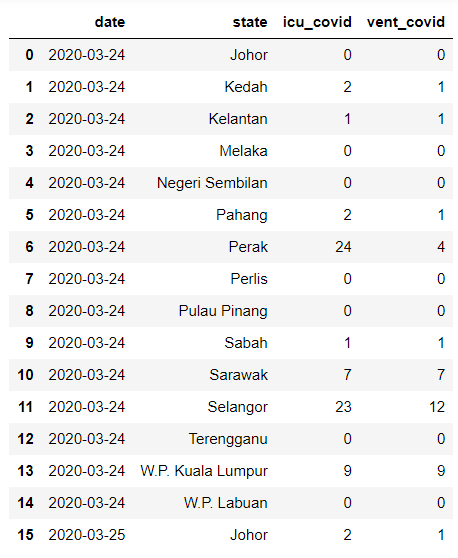 date state icu_covid vent_covid
0 2020-03-24 Johor 0 0
1 2020-03-24 Kedah 2 1
2 2020-03-24 Kelantan 1 1
3 2020-03-24 Melaka 0 0
4 2020-03-24 Negeri Sembilan 0 0
5 2020-03-24 Pahang 2 1
6 2020-03-24 Perak 24 4
7 2020-03-24 Perlis 0 0
8 2020-03-24 Pulau Pinang 0 0
9 2020-03-24 Sabah 1 1
10 2020-03-24 Sarawak 7 7
11 2020-03-24 Selangor 23 12
12 2020-03-24 Terengganu 0 0
13 2020-03-24 W.P. Kuala Lumpur 9 9
14 2020-03-24 W.P. Labuan 0 0
15 2020-03-25 Johor 2 1